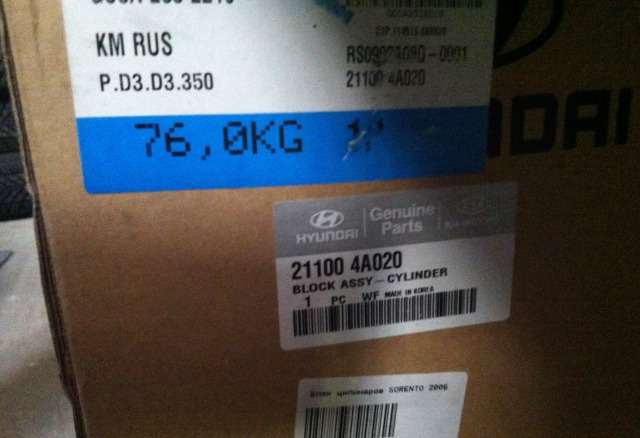 KM RUS
P.D3.D3.350
21100 4A020
76,0KG
HYUNDAI
HYUNDAI
Genuine
Parts
21100 4A020
BLOCK ASSY-CYLINDER
1 PC WF MADE IN KOREA
Блок цилиндров SORENTO 2006